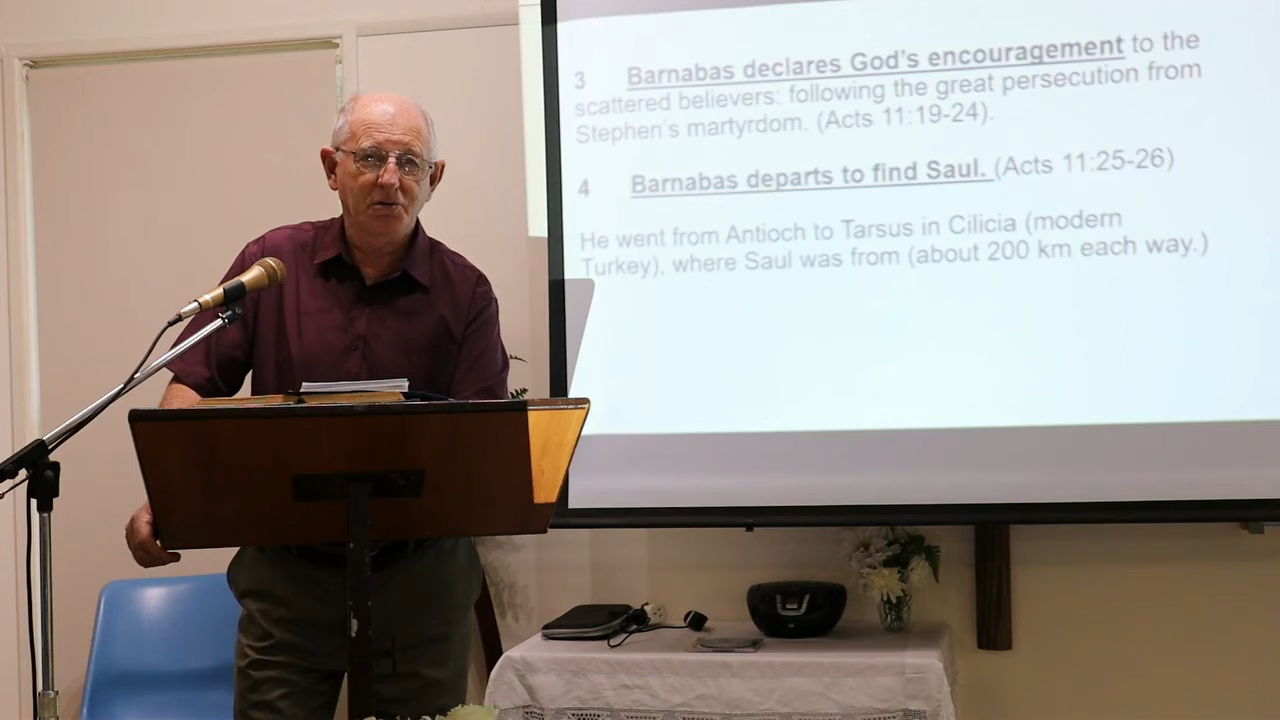 3 Barnabas declares God's encouragement to the
scattered believers: following the great persecution from
Stephen's martyrdom. (Acts 11:19-24).
4 Barnabas departs to find Saul. (Acts 11:25-26)
He went from Antioch to Tarsus in Cilicia (modern
Turkey), where Saul was from (about 200 km each way.)